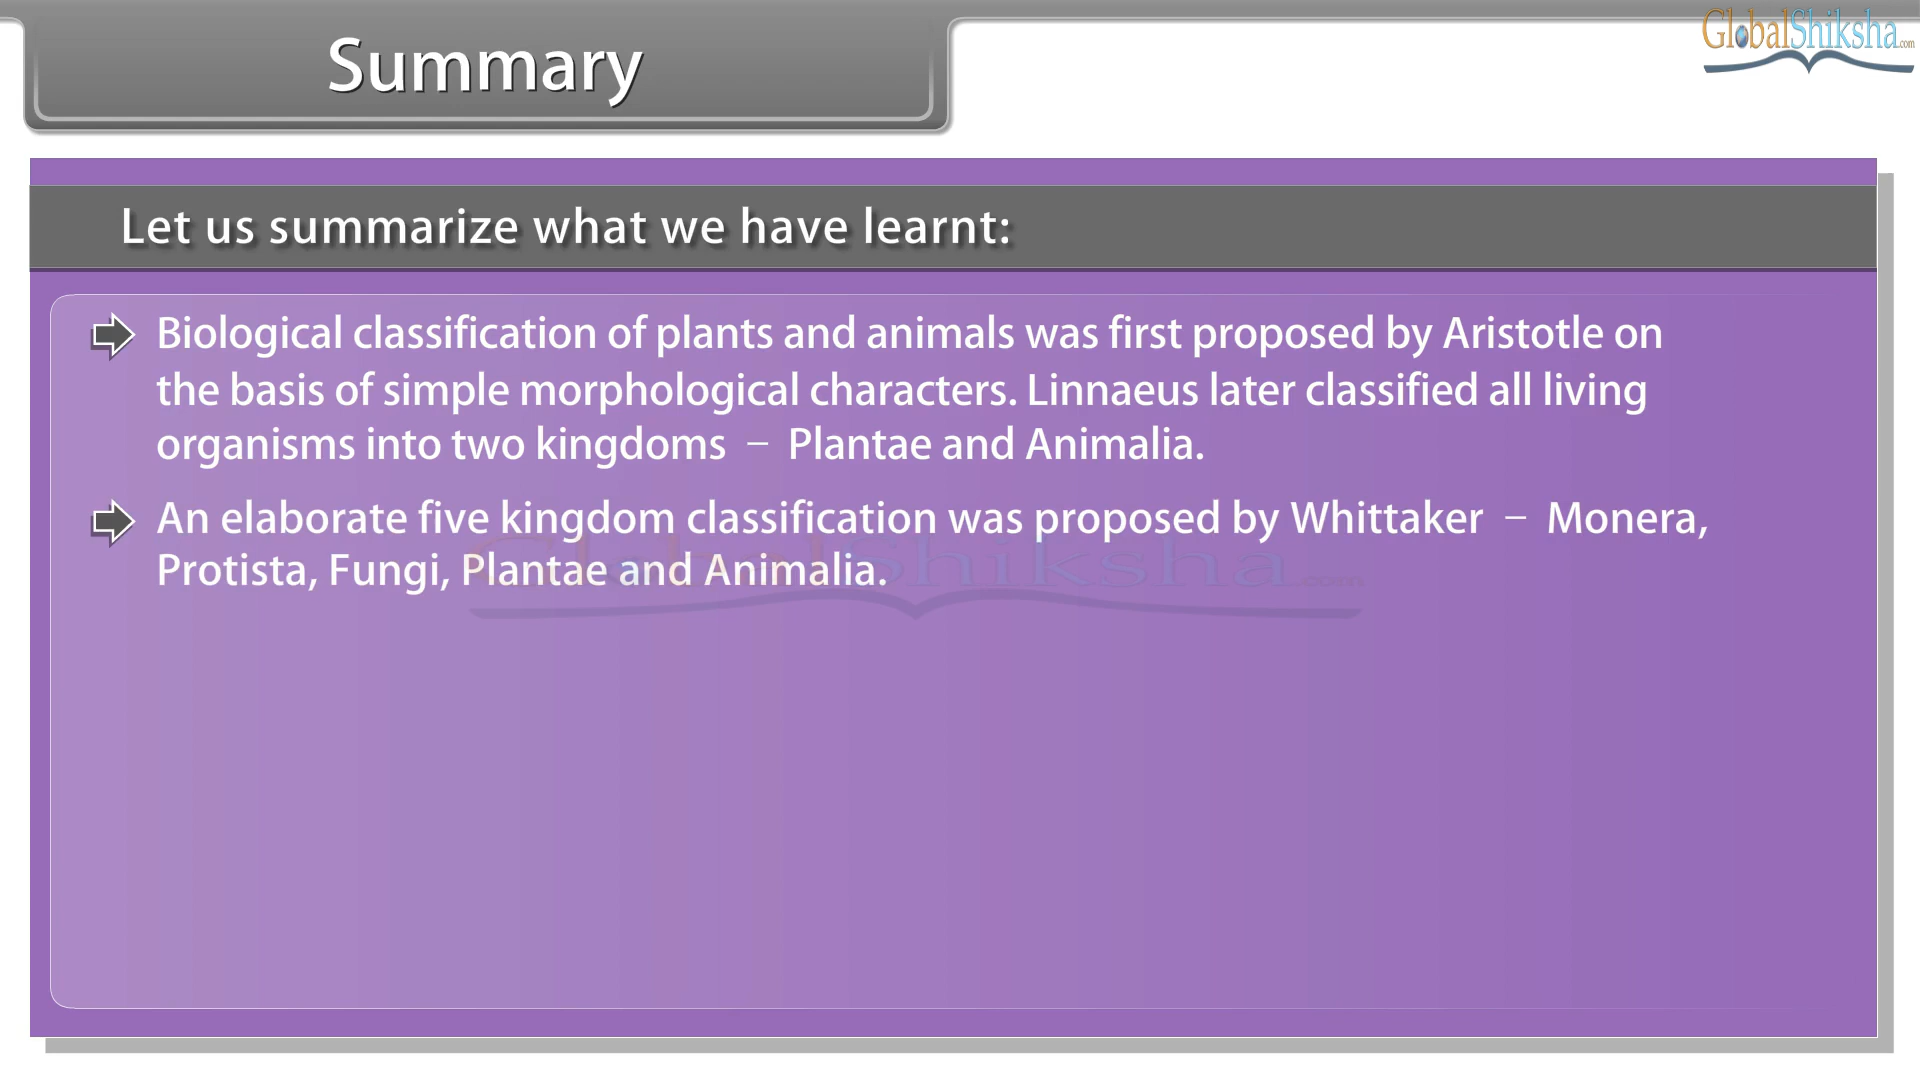 Summary
GlobalShiksha.com
Let us summarize what we have learnt:
Biological classification of plants and animals was first proposed by Aristotle on
the basis of simple morphological characters. Linnaeus later classified all living
organisms into two kingdoms – Plantae and Animalia.
An elaborate five kingdom classification was proposed by Whittaker – Monera,
Protista, Fungi, Plantae and Animalia.
GlobalShiksha.com